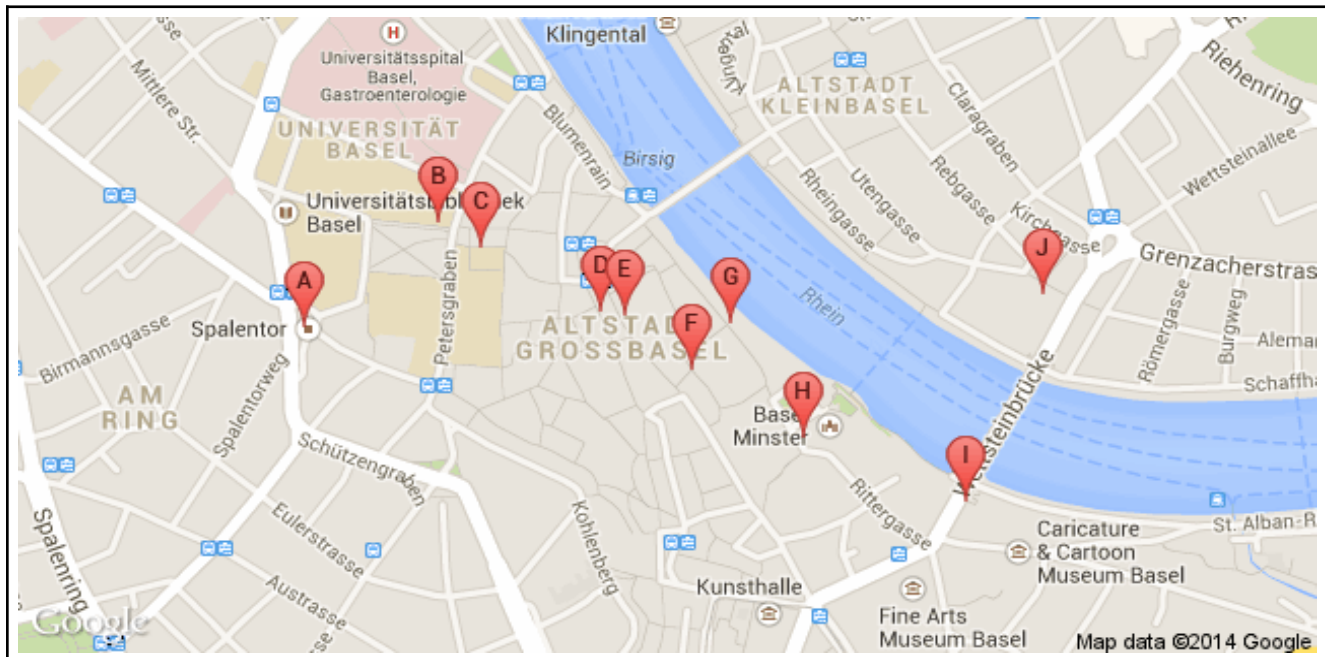 Klingental
H
Universitätsspital
Basel,
Gastroenterologie
Mittlere Str.
UNIVERSITÄT
BASEL
Blumenrain
Birsig
ALTSTADT
KLEINBASEL
Claragraben
Riehenring
Wettsteinallee
Rebgasse
Utengasse
Rheingasse
Kirchgasse
Grenzacherstras
B
C
Universitätsbibliothek
Basel
A
Spalentor
Petersgraben
D
E
ALTSTAD
GROSSBASEL
F
G
Rhein
J
Römergasse
Burgweg
Aleman
Schaffha
Birmannsgasse
AM
RING
Spalentorweg
Schützengraben
H
Basel
Minster
Wettsteinbrücke
I
Rittergasse
St. Alban-R
Eulerstrasse
Kohlenberg
Spalenring
Austrasse
Kunsthalle
Caricature
& Cartoon
Museum Basel
Fine Arts
Museum Basel
Google
Map data ©2014 Google